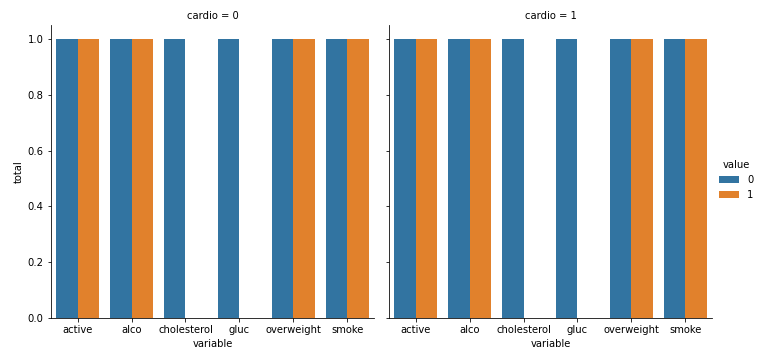 cardio = 0
cardio = 1
1.0
0.8
0.6
0.4
0.2
0.0
total
active alco cholesterol gluc overweight smoke
variable
active alco cholesterol gluc overweight smoke
variable
value
0
1